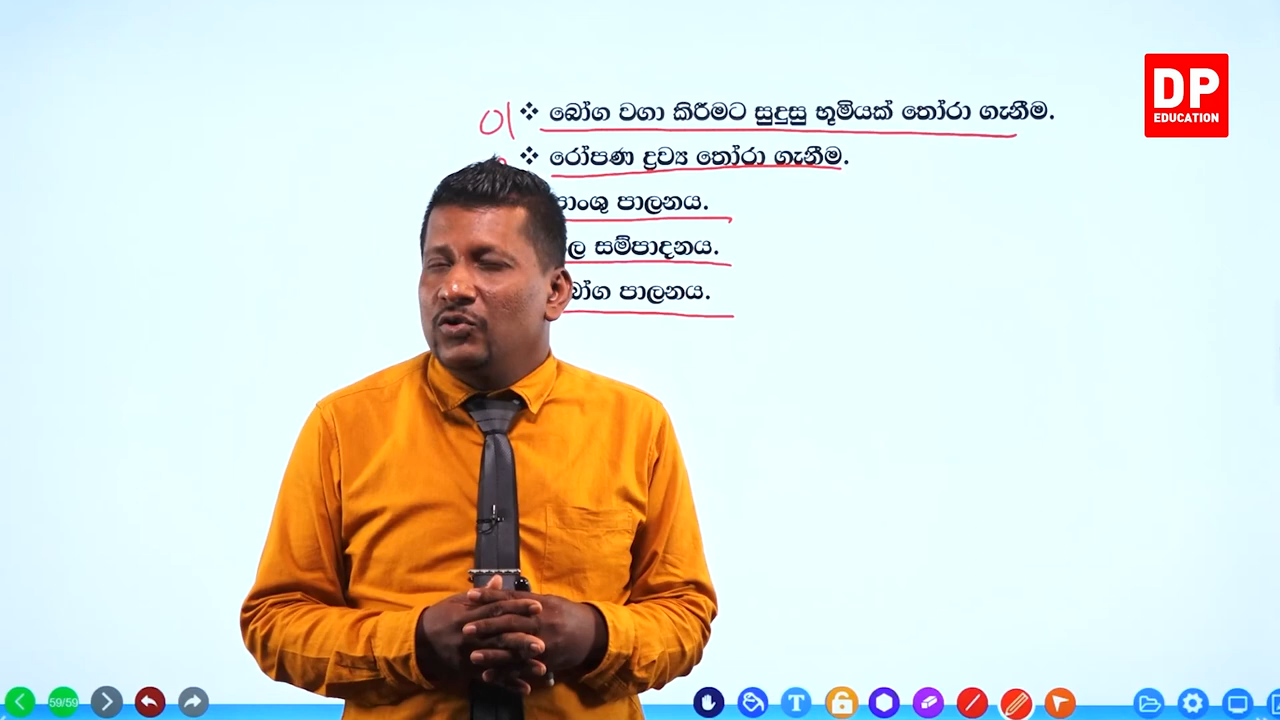 DP
EDUCATION
01 ❖ බෝග වගා කිරීමට සුදුසු භූමියක් තෝරා ගැනීම.
❖ රෝපණ ද්‍රව්‍ය තෝරා ගැනීම.
පාලනය.
සම්පාදනය.
පාලනය.
59/59
T